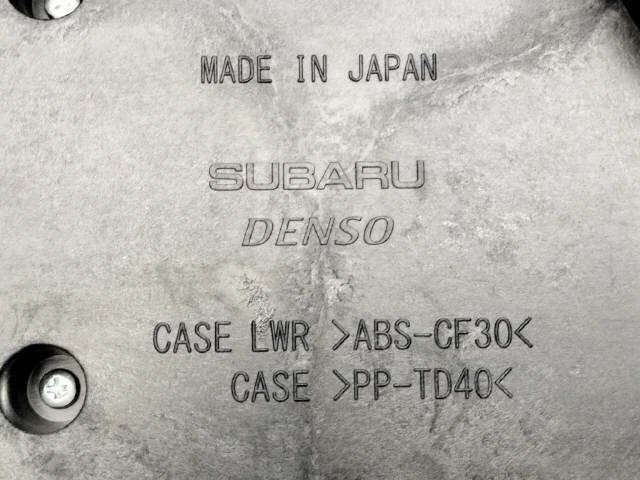 MADE IN JAPAN
SUBARU
DENSO
CASE LWR >ABS-CF30<
CASE >PP-TD40<